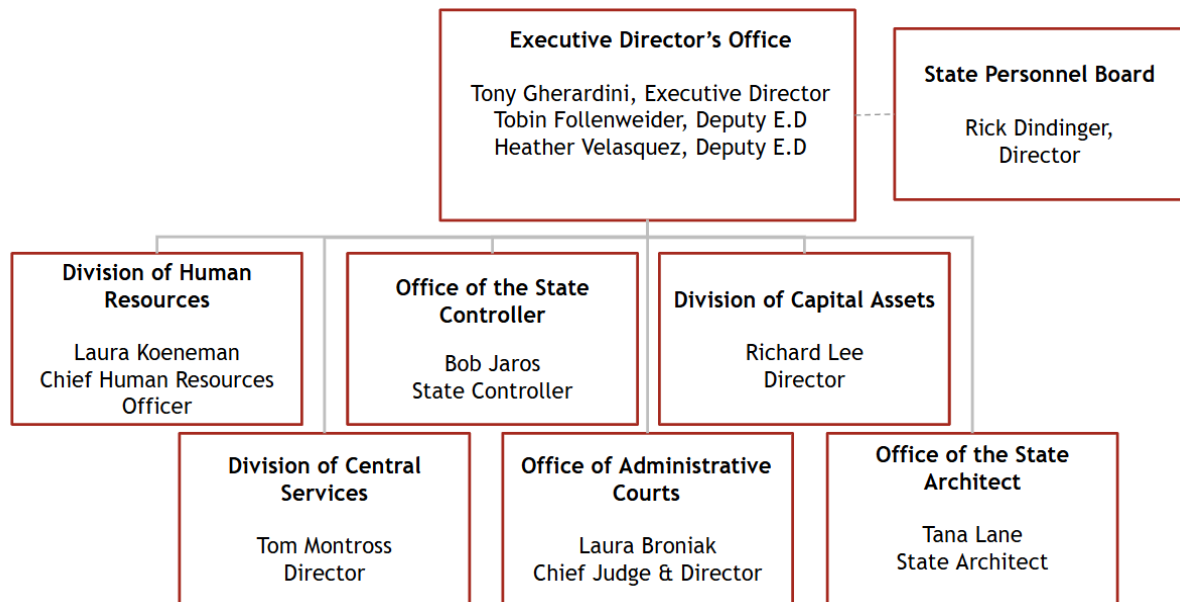 Executive Director’s Office
Tony Gherardini, Executive Director
Tobin Follenweider, Deputy E.D
Heather Velasquez, Deputy E.D
State Personnel Board
Rick Dindinger,
Director
Division of Human
Resources
Laura Koeneman
Chief Human Resources
Officer
Office of the State
Controller
Bob Jaros
State Controller
Division of Capital Assets
Richard Lee
Director
Division of Central
Services
Tom Montross
Director
Office of Administrative
Courts
Laura Broniak
Chief Judge & Director
Office of the State
Architect
Tana Lane
State Architect